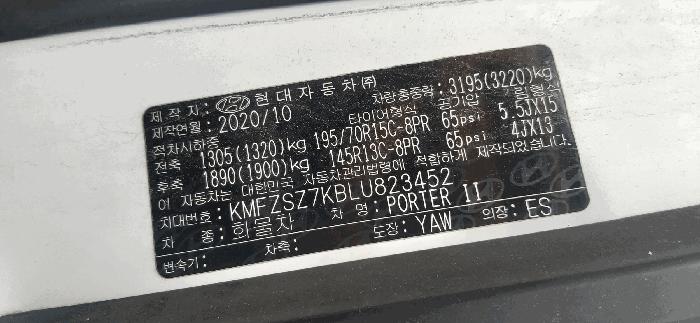 제작자: HYUNDAI 현대자동차(주)
제작연월: 2020/10 차량총중량: 3195(3220)kg
적차시하중 타이어형식 공기압 림형식
전축 1305(1320)kg 195/70R15C-8PR 65psi 5.5JX15
후축 1890(1900)kg 145R13C-8PR 65psi 4JX13
이 자동차는 대한민국 자동차관리법령에 적합하게 제작되었습니다.
차대번호: KMFZSZ7KBLU823452
차 종: 화물차 차 명: PORTER II
변속기: 차축: 도장: YAW 의장: ES